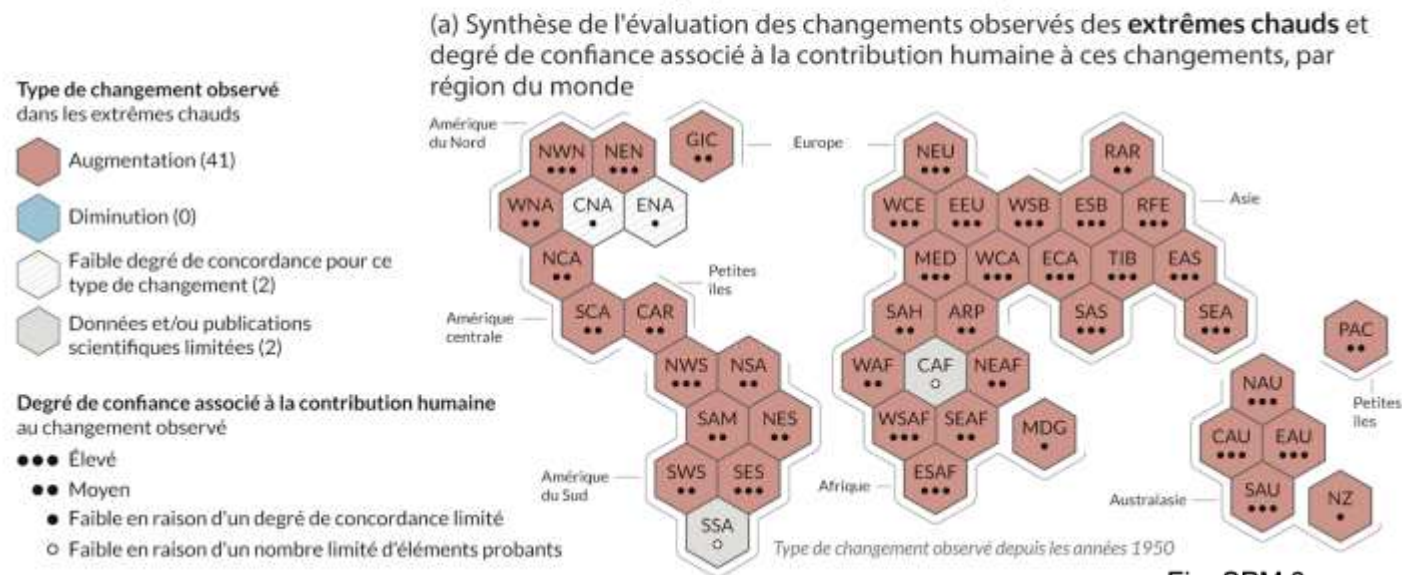 (a) Synthèse de l'évaluation des changements observés des extrêmes chauds et
degré de confiance associé à la contribution humaine à ces changements, par
région du monde
Type de changement observé
dans les extrêmes chauds
Augmentation (41)
Diminution (0)
Faible degré de concordance pour ce
type de changement (2)
Données et/ou publications
scientifiques limitées (2)
Degré de confiance associé à la contribution humaine
au changement observé
Élevé
Moyen
Faible en raison d'un degré de concordance limité
Faible en raison d'un nombre limité d'éléments probants
Amérique
du Nord
GIC
Europe
NWN NEN
NEU
RAR
WNA CNA ENA
WCE EEU WSB ESB RFE
Asie
NCA
MED WCA ECA TIB EAS
Petites
îles
Amérique
centrale
SCA CAR
SAH ARP
SAS
SEA
PAC
Petites
îles
NWS NSA
WAF CAF NEAF
NAU
SAM NES
WSAF SEAF
MDG
CAU EAU
Amérique
du Sud
SWS SES
Afrique
ESAF
Australasie
SAU
NZ
SSA
Type de changement observé depuis les années 1950